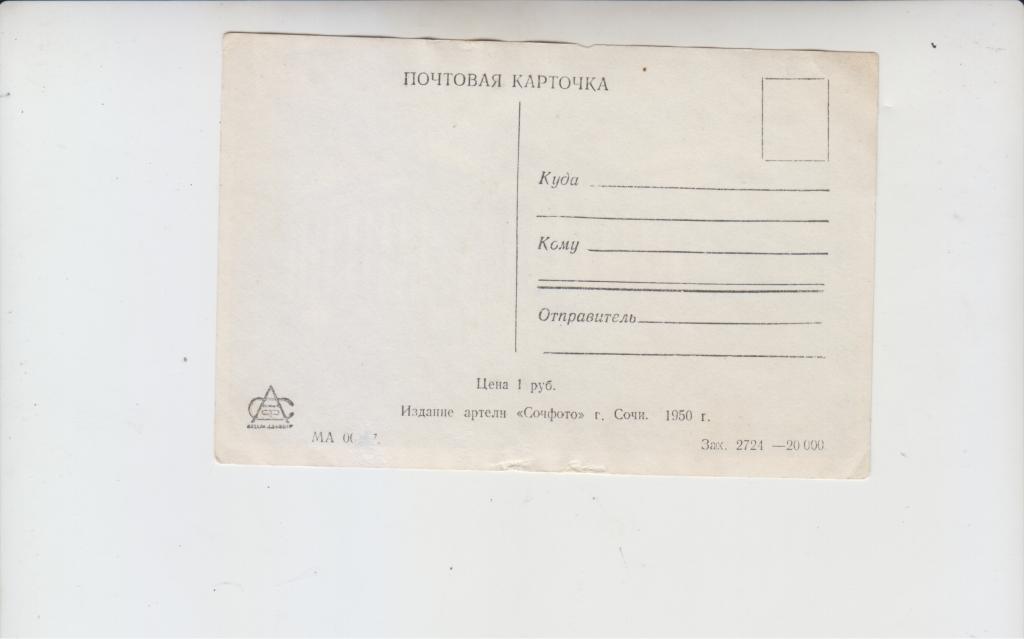 ПОЧТОВАЯ КАРТОЧКА
Куда
Кому
Отправитель
Цена 1 руб.
Издание артели «Сочфото» г. Сочи. 1950 г.
МА
Зак. 2724 —20 000